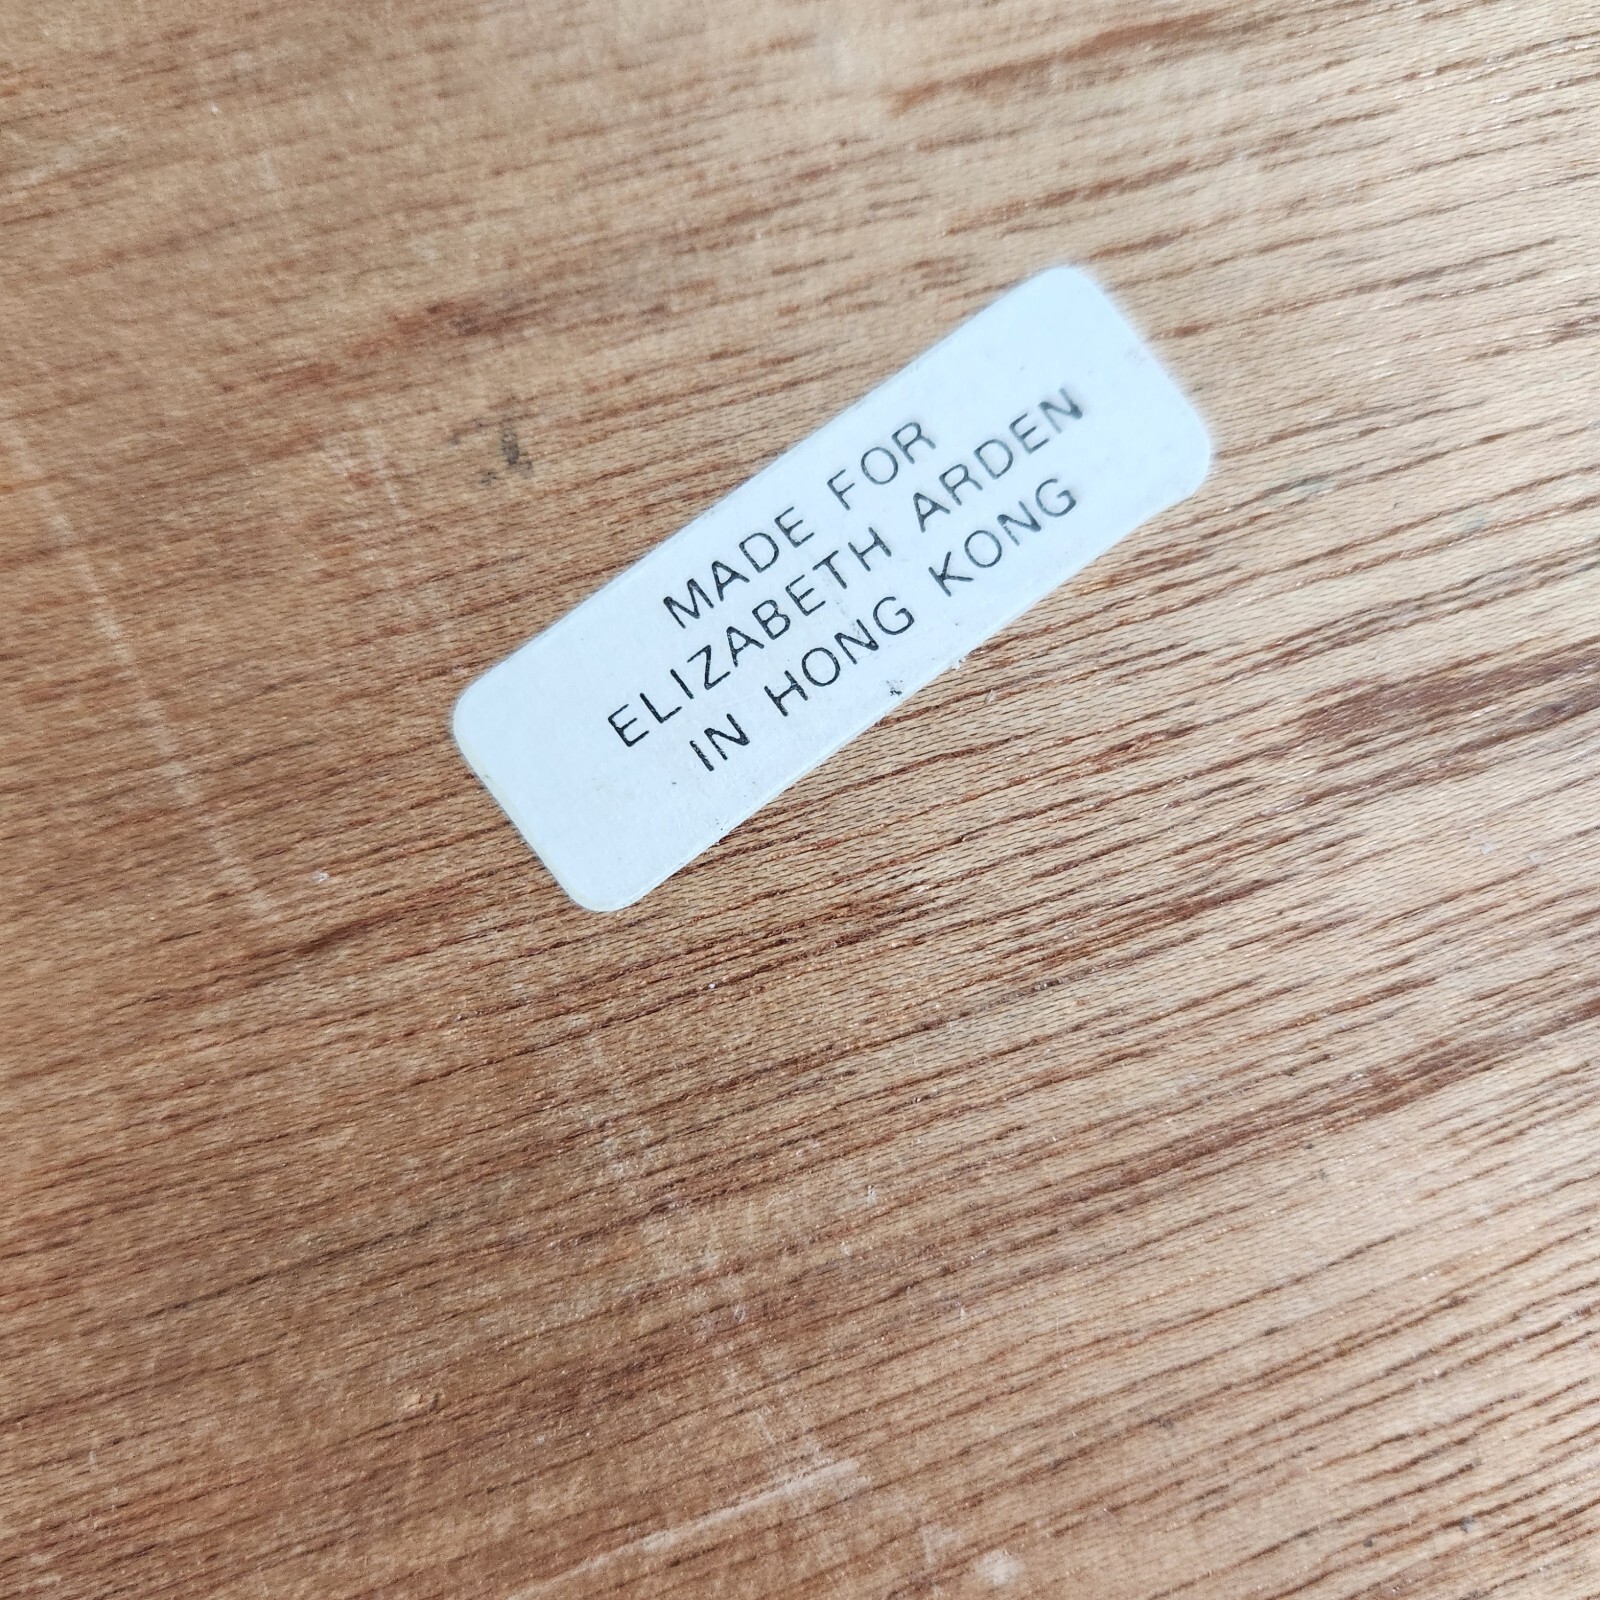 MADE FOR
ELIZABETH ARDEN
IN HONG KONG